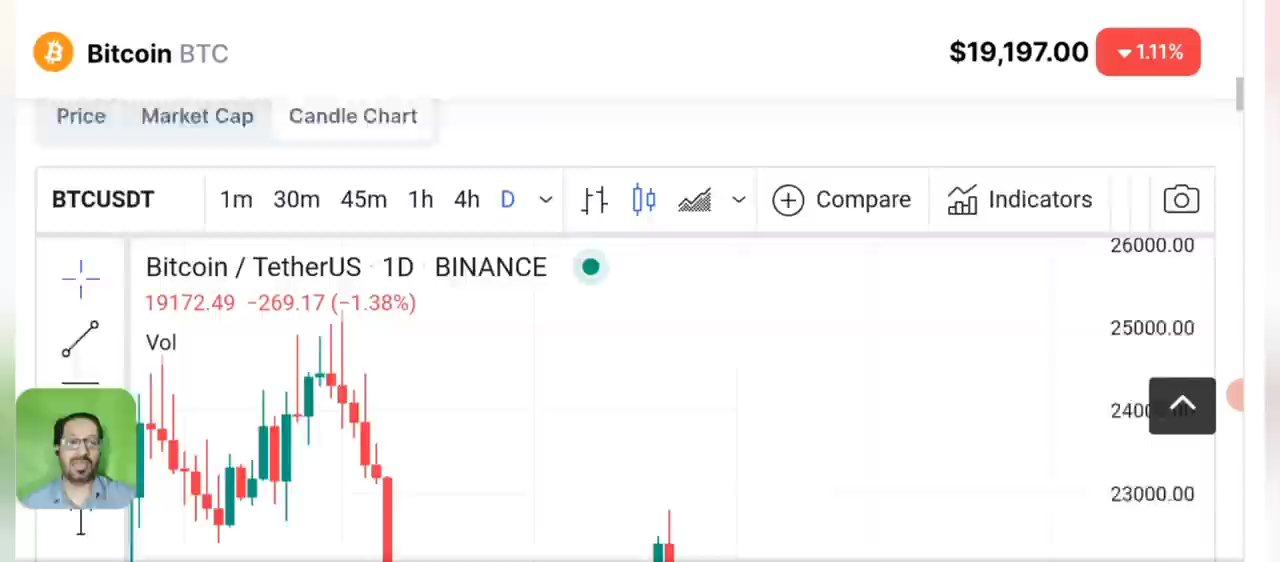 Bitcoin BTC
$19,197.00 1.11%
Price Market Cap Candle Chart
BTCUSDT 1m 30m 45m 1h 4h D Compare Indicators
26000.00
Bitcoin / TetherUS · 1D · BINANCE
19172.49 −269.17 (−1.38%)
25000.00
Vol
23000.00